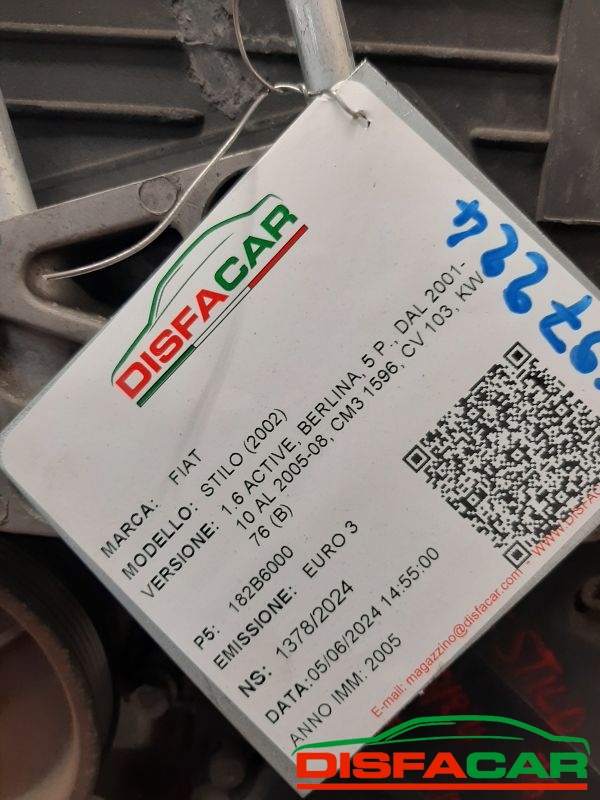 DISFACAR
MARCA: FIAT
MODELLO: STILO (2002)
VERSIONE: 1.6 ACTIVE, BERLINA, 5 P., DAL 2001-
10 AL 2005-08, CM3 1596, CV 103, KW
76 (B)
P5: 182B6000
EMISSIONE: EURO 3
NS: 1378/2024
DATA:05/06/2024 14:55:00
ANNO IMM: 2005
E-mail: magazzino@disfacar.com - www.DISFACAR
STILO
DISFACAR